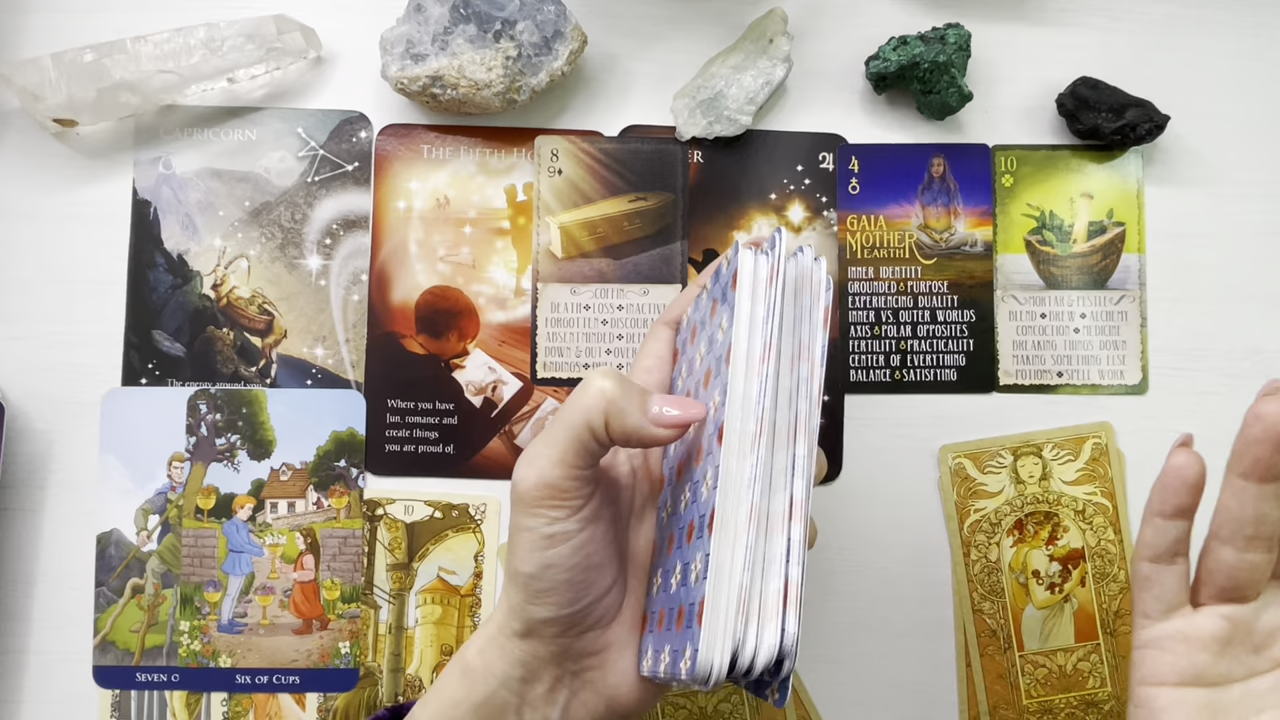 CAPRICORN
The energy around you
THE FIFTH HO
Where you have
fun, romance and
create things
you are proud of.
8
9♦
COFFIN
DEATH❖LOSS❖INACTIV
FORGOTTEN❖DISCOURA
ABSENTMINDED❖
DOWN & OUT❖OVER
ENDINGS❖
ER
♃
4
♁
GAIA
MOTHER
EARTH
INNER IDENTITY
GROUNDED♁PURPOSE
EXPERIENCING DUALITY
INNER VS. OUTER WORLDS
AXIS♁POLAR OPPOSITES
FERTILITY♁PRACTICALITY
CENTER OF EVERYTHING
BALANCE♁SATISFYING
10
MORTAR & PESTLE
BLEND❖BREW❖ALCHEMY
CONCOCTION❖MEDICINE
BREAKING THINGS DOWN
MAKING SOMETHING ELSE
POTIONS❖SPELL WORK
SEVEN O
SIX OF CUPS
10